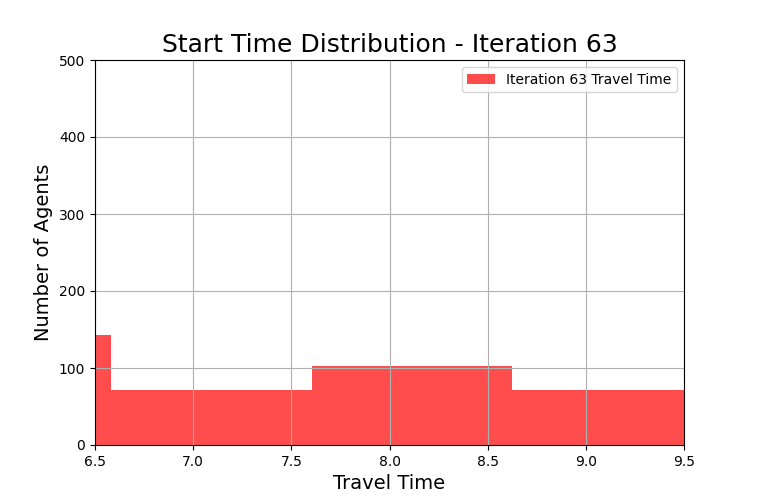 Start Time Distribution - Iteration 63
500
Iteration 63 Travel Time
400
300
200
100
0
Number of Agents
6.5 7.0 7.5 8.0 8.5 9.0 9.5
Travel Time